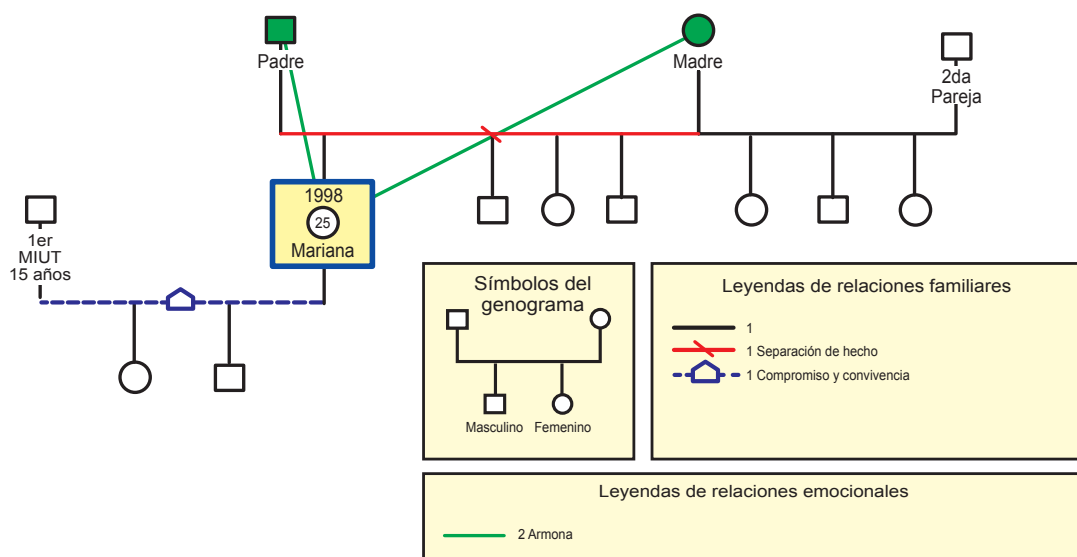 Padre
Madre
2da
Pareja
1998
25
Mariana
1er
MIUT
15 años
Símbolos del
genograma
Masculino
Femenino
Leyendas de relaciones familiares
1
1 Separación de hecho
1 Compromiso y convivencia
Leyendas de relaciones emocionales
2 Armona